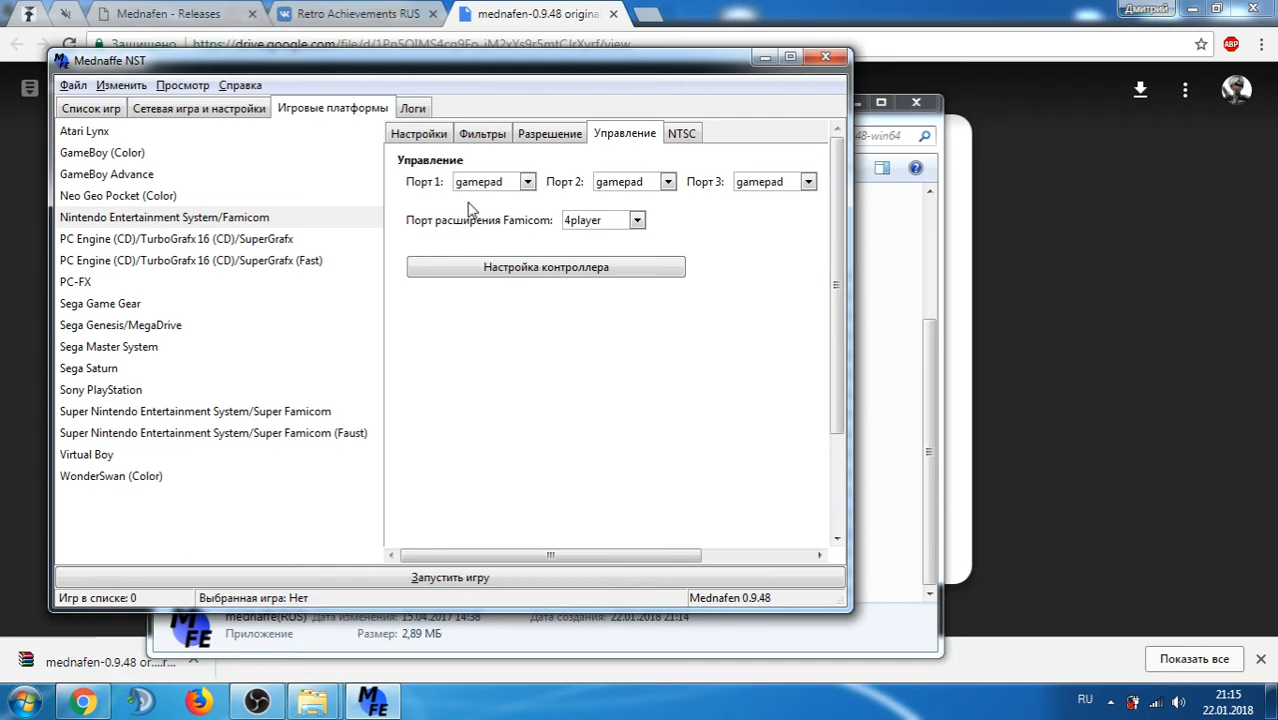 Mednafen - Releases
Retro Achievements RUS
mednafen-0.9.48 origina
Дмитрий
Защищено
ABP
Mednaffe NST
Файл Изменить Просмотр Справка
Список игр Сетевая игра и настройки Игровые платформы Логи
48-win64
Настройки Фильтры Разрешение Управление NTSC
Atari Lynx
GameBoy (Color)
GameBoy Advance
Neo Geo Pocket (Color)
Nintendo Entertainment System/Famicom
PC Engine (CD)/TurboGrafx 16 (CD)/SuperGrafx
PC Engine (CD)/TurboGrafx 16 (CD)/SuperGrafx (Fast)
PC-FX
Sega Game Gear
Sega Genesis/MegaDrive
Sega Master System
Sega Saturn
Sony PlayStation
Super Nintendo Entertainment System/Super Famicom
Super Nintendo Entertainment System/Super Famicom (Faust)
Virtual Boy
WonderSwan (Color)
Управление
Порт 1: gamepad Порт 2: gamepad Порт 3: gamepad
Порт расширения Famicom: 4player
Настройка контроллера
Запустить игру
Игр в списке: 0 Выбранная игра: Нет Mednafen 0.9.48
mednaffe(RUS) Дата изменения: 15.04.2017 14:38 Дата создания: 22.01.2018 21:14
MFE Приложение Размер: 2,89 МБ
mednafen-0.9.48 or....r...
Показать все
RU
21:15
22.01.2018